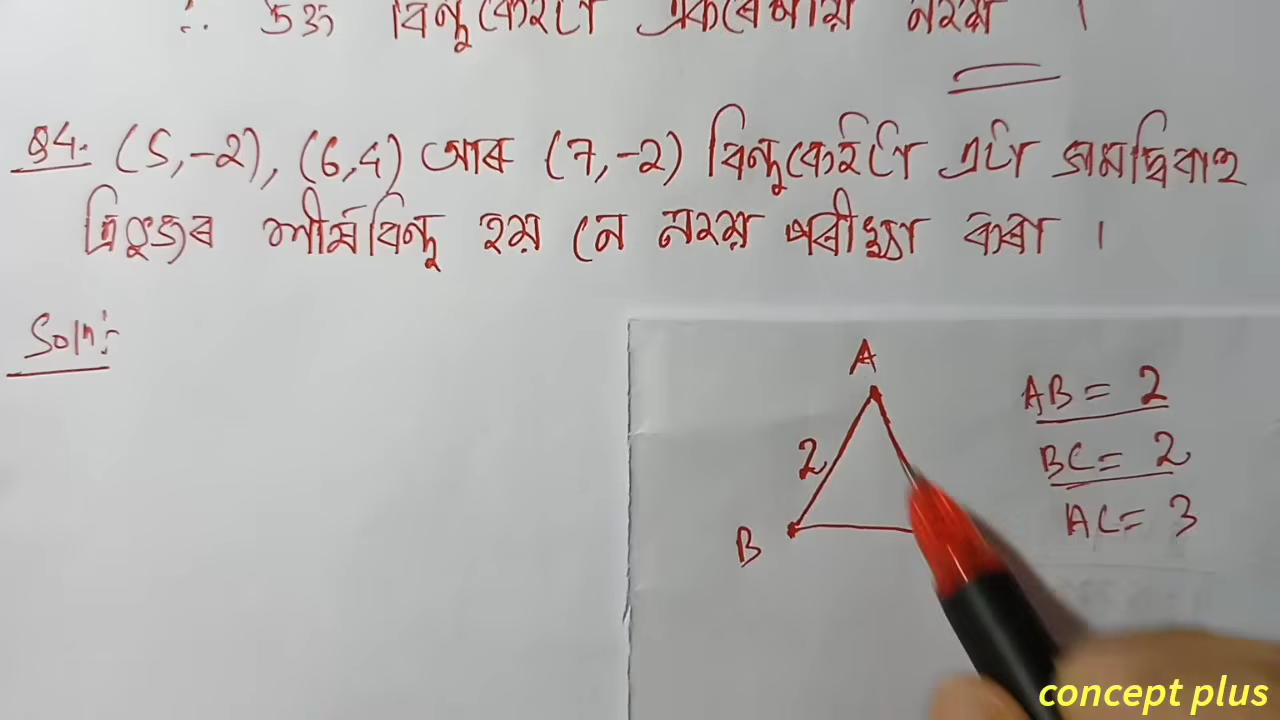 ∴ উক্ত বিন্দুকেইটা একৰেখীয় নহয় ।
Q4. (5,-2), (6,4) আৰু (7,-2) বিন্দুকেইটা এটা সমদ্বিবাহু
ত্ৰিভুজৰ শীৰ্ষবিন্দু হয় নে নহয় পৰীক্ষা কৰা ।
Soln:
A
AB = 2
2
BC = 2
AC = 3
B
concept plus